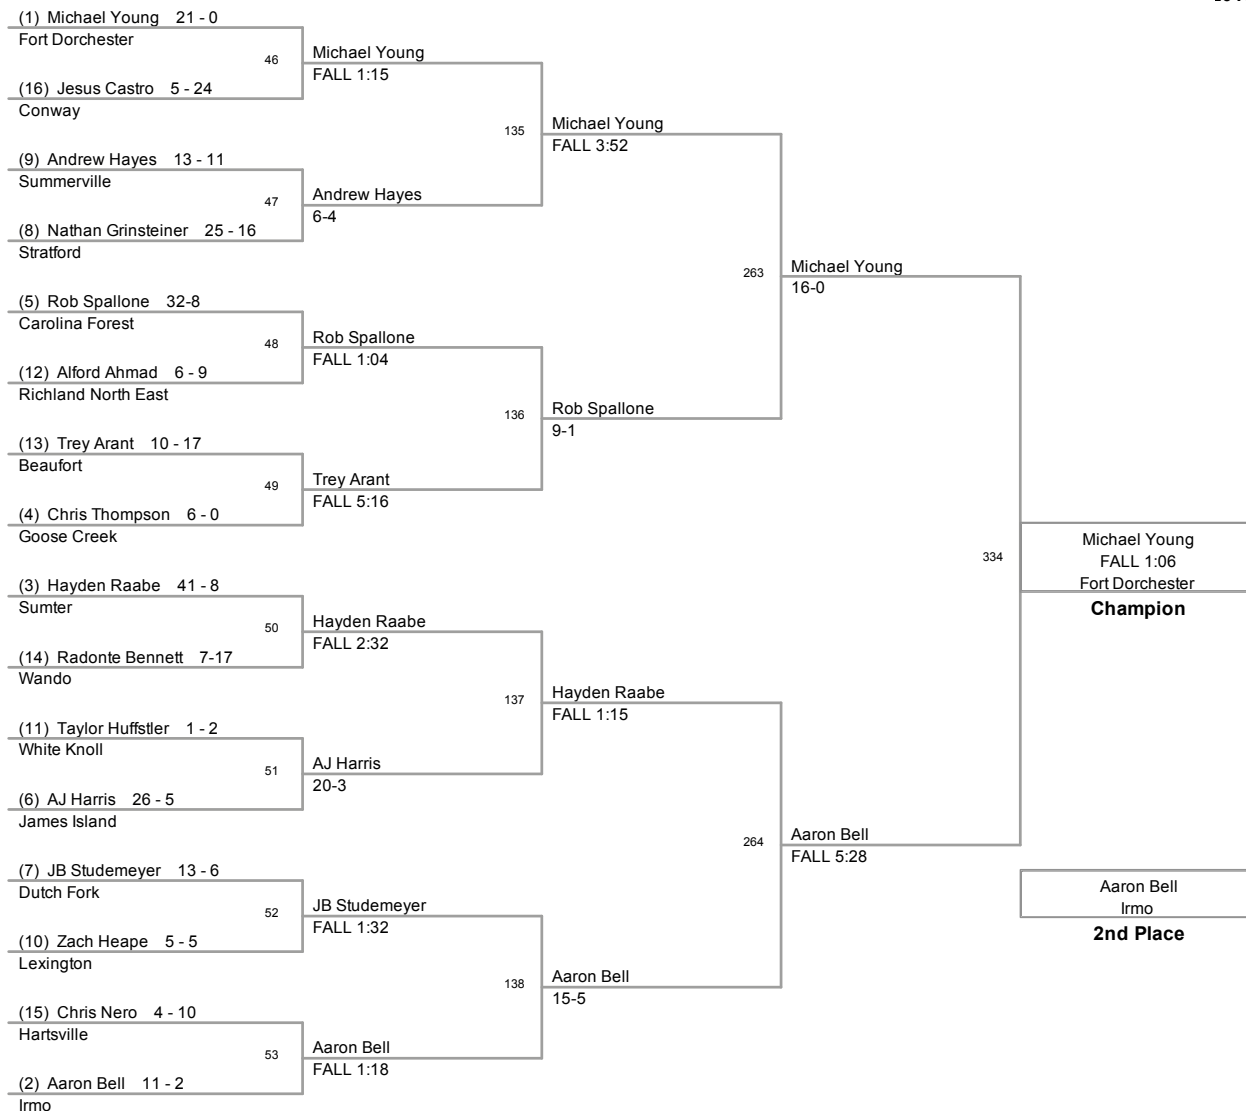 (1) Michael Young 21 - 0
Fort Dorchester
46
(16) Jesus Castro 5 - 24
Conway
(9) Andrew Hayes 13 - 11
Summerville
47
(8) Nathan Grinsteiner 25 - 16
Stratford
(5) Rob Spallone 32-8
Carolina Forest
48
(12) Alford Ahmad 6 - 9
Richland North East
(13) Trey Arant 10 - 17
Beaufort
49
(4) Chris Thompson 6 - 0
Goose Creek
(3) Hayden Raabe 41 - 8
Sumter
50
(14) Radonte Bennett 7-17
Wando
(11) Taylor Huffstler 1 - 2
White Knoll
51
(6) AJ Harris 26 - 5
James Island
(7) JB Studemeyer 13 - 6
Dutch Fork
52
(10) Zach Heape 5 - 5
Lexington
(15) Chris Nero 4 - 10
Hartsville
53
(2) Aaron Bell 11 - 2
Irmo
Michael Young
FALL 1:15
135
Andrew Hayes
6-4
Rob Spallone
FALL 1:04
136
Trey Arant
FALL 5:16
Hayden Raabe
FALL 2:32
137
AJ Harris
20-3
JB Studemeyer
FALL 1:32
138
Aaron Bell
FALL 1:18
Michael Young
FALL 3:52
263
Rob Spallone
9-1
Hayden Raabe
FALL 1:15
264
Aaron Bell
15-5
Michael Young
16-0
334
Aaron Bell
FALL 5:28
Michael Young
FALL 1:06
Fort Dorchester
Champion
Aaron Bell
Irmo
2nd Place